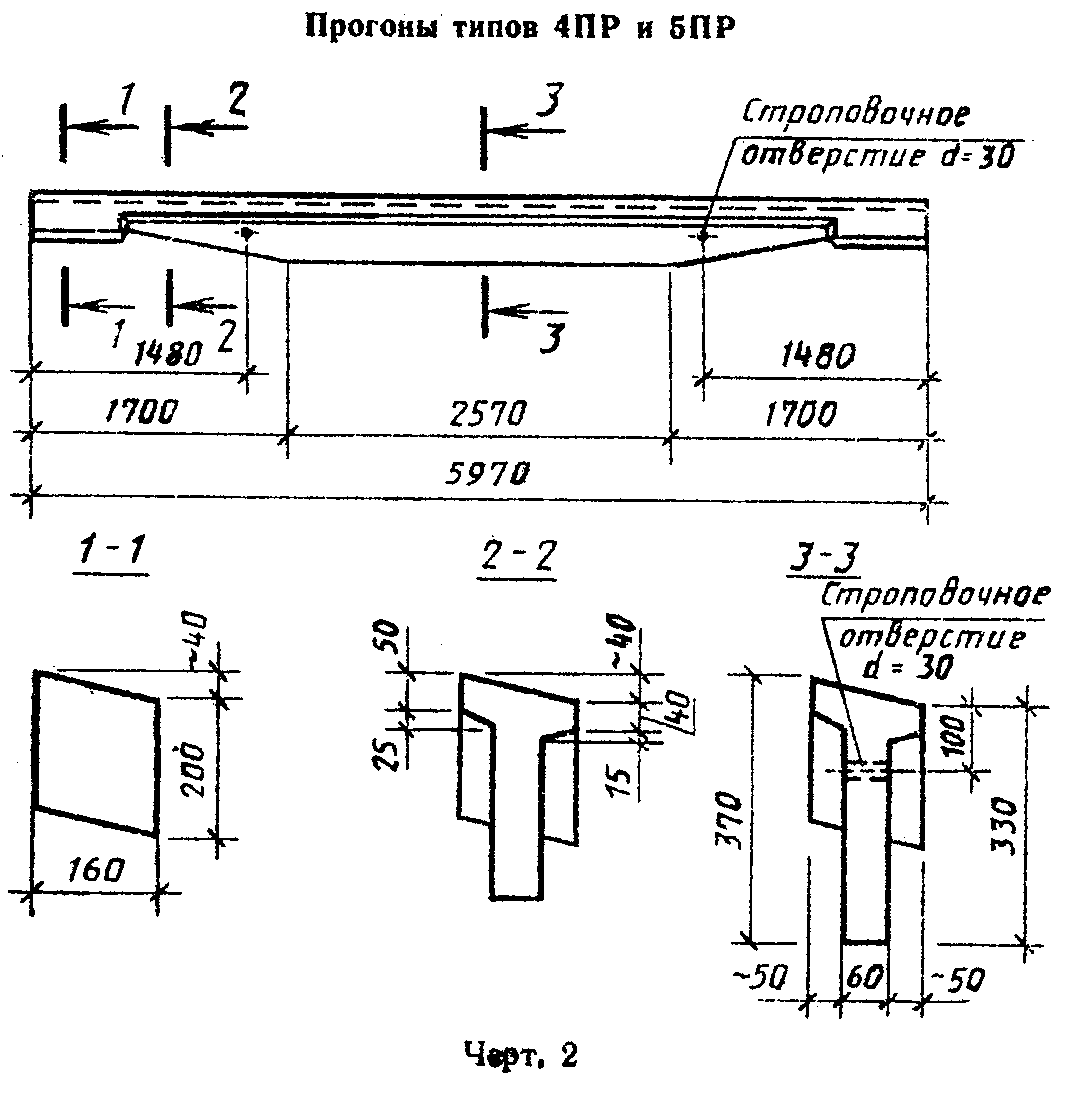 Прогоны типов 4ПР и 5ПР
1 2 3
Строповочное
отверстие d=30
1 2 3
1480 1480
1700 2570 1700
5970
1-1 2-2 3-3
Строповочное
отверстие
d = 30
~40 50 ~40
200 25 40 15 100
370 330
160
~50 60 ~50
Черт. 2